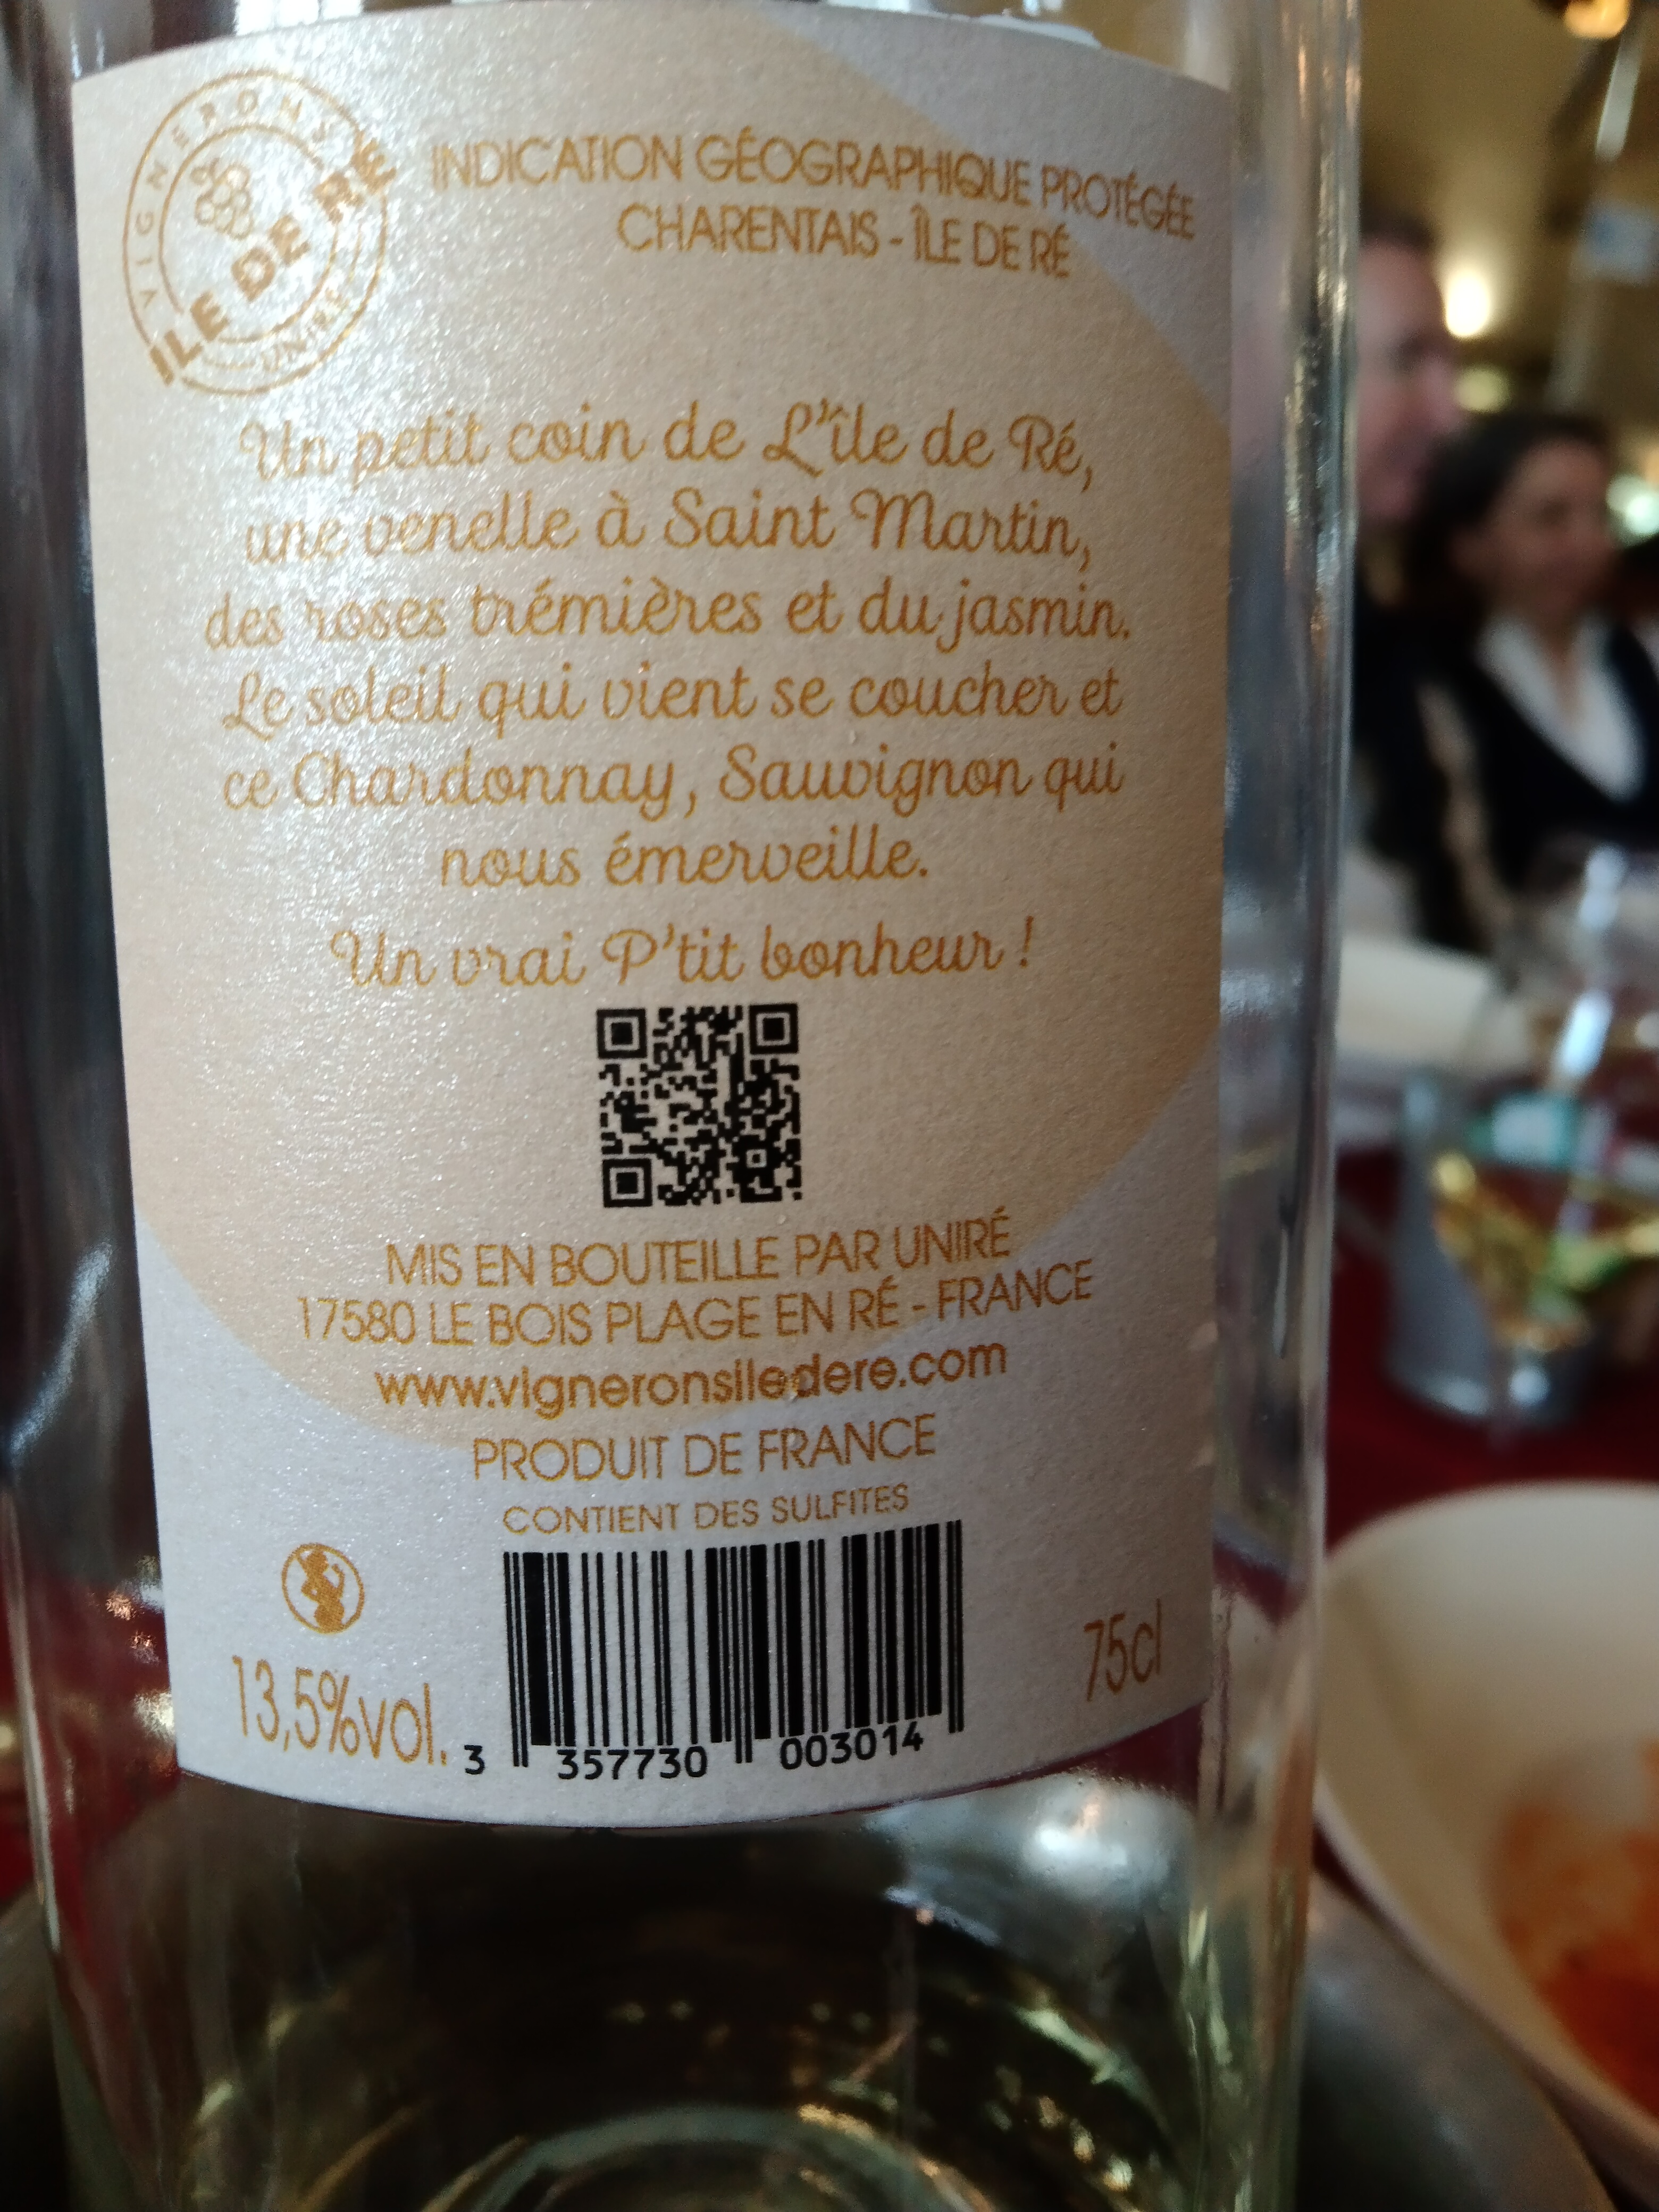 VIGNERONS
ÎLE DE RÉ
UNIRÉ
INDICATION GÉOGRAPHIQUE PROTÉGÉE
CHARENTAIS - ÎLE DE RÉ
Un petit coin de L'île de Ré,
une venelle à Saint Martin,
des roses trémières et du jasmin.
Le soleil qui vient se coucher et
ce Chardonnay, Sauvignon qui
nous émerveille.
Un vrai P'tit bonheur !
MIS EN BOUTEILLE PAR UNIRÉ
17580 LE BOIS PLAGE EN RÉ - FRANCE
www.vigneronsiledere.com
PRODUIT DE FRANCE
CONTIENT DES SULFITES
13,5%vol.
75cl
3 357730 003014